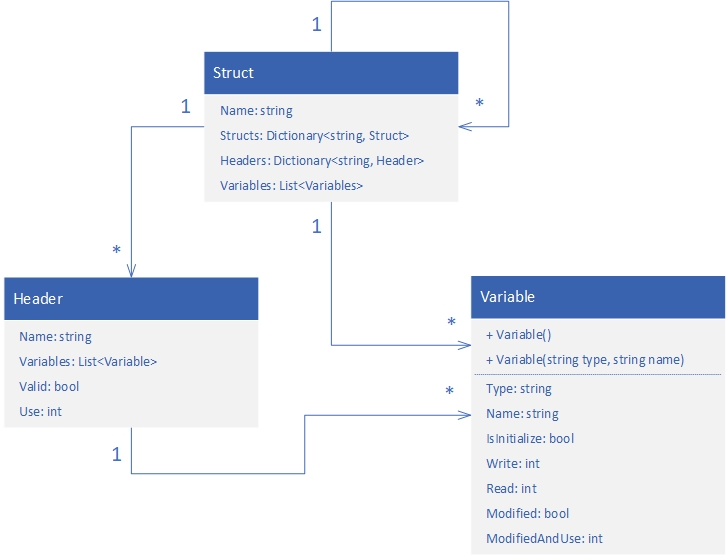 1
Struct
*
1
Name: string
Structs: Dictionary<string, Struct>
Headers: Dictionary<string, Header>
Variables: List<Variables>
1
*
Header
Name: string
Variables: List<Variable>
Valid: bool
Use: int
1
Variable
*
+ Variable()
+ Variable(string type, string name)
*
Type: string
Name: string
IsInitialize: bool
Write: int
Read: int
Modified: bool
ModifiedAndUse: int